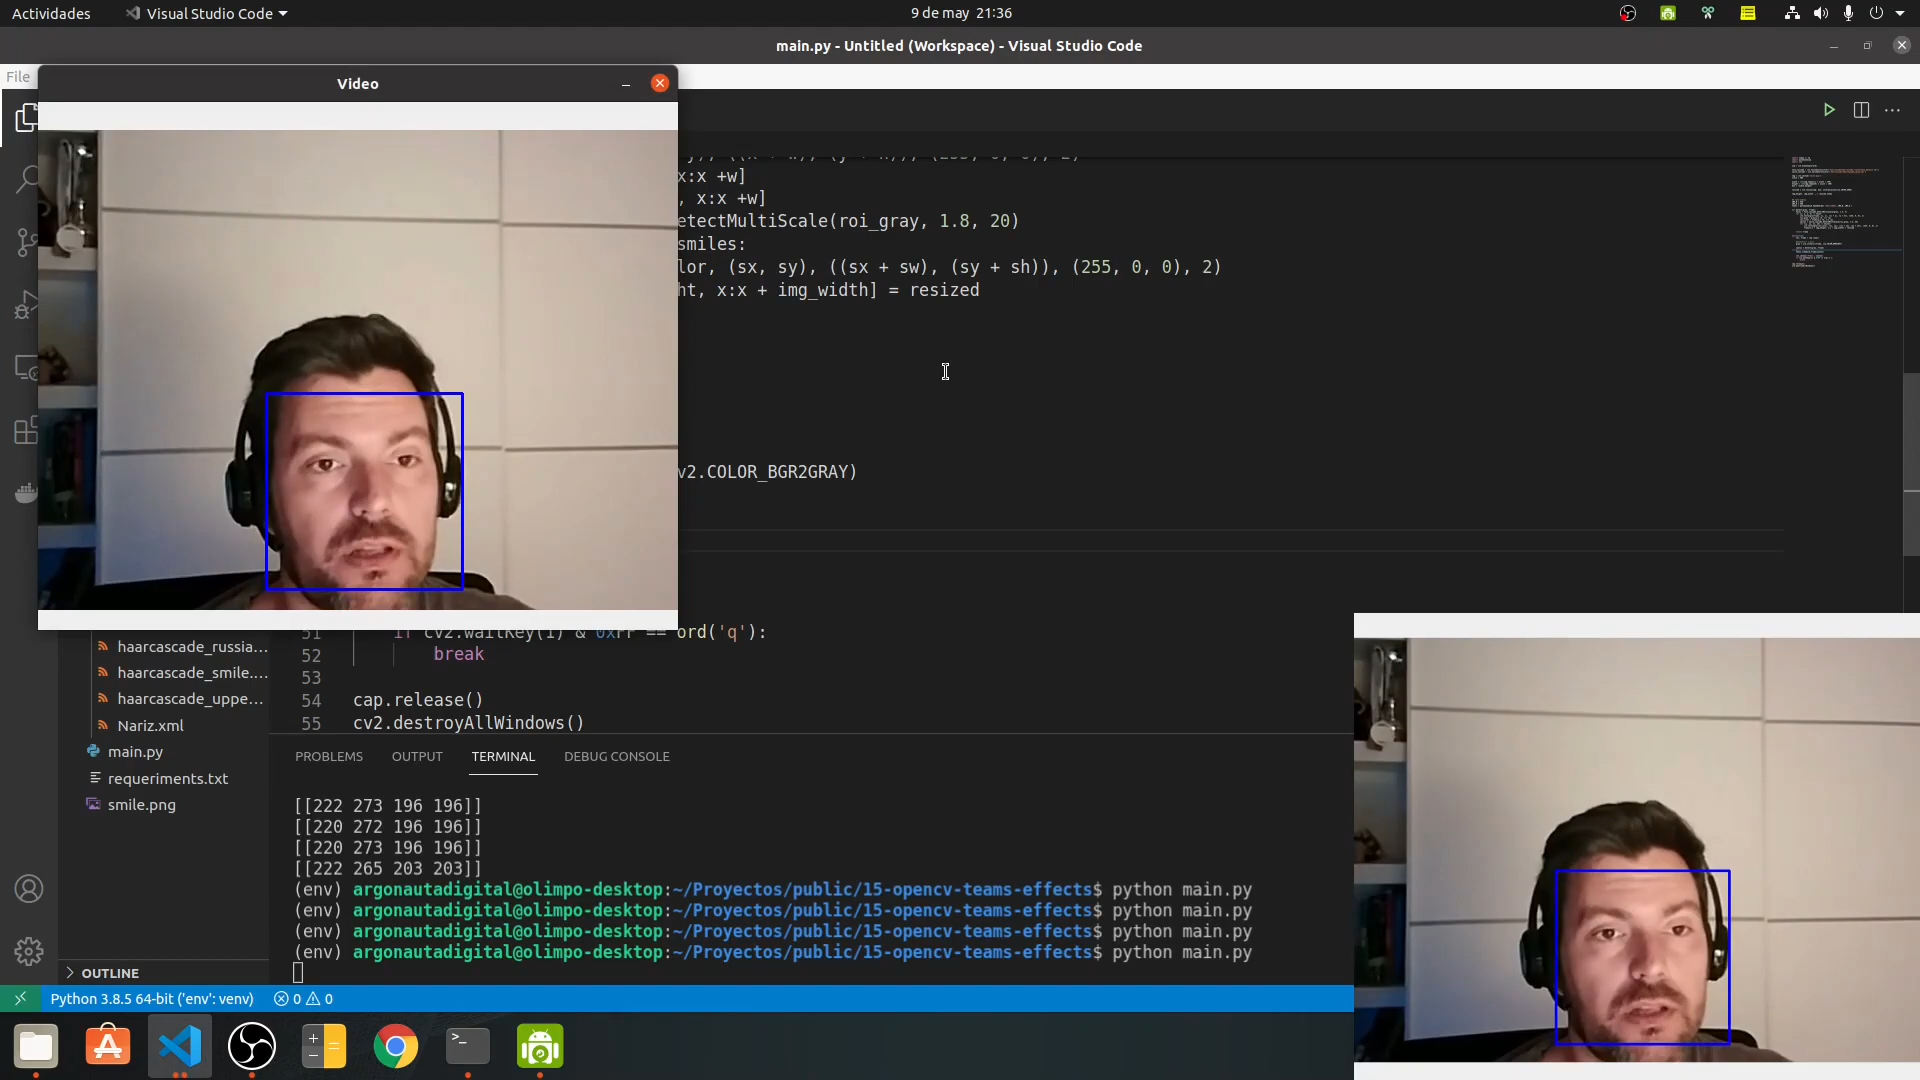 Actividades
Visual Studio Code
9 de may 21:36
main.py - Untitled (Workspace) - Visual Studio Code
File
Video
x:x +w]
, x:x +w]
etectMultiScale(roi_gray, 1.8, 20)
smiles:
lor, (sx, sy), ((sx + sw), (sy + sh)), (255, 0, 0), 2)
ht, x:x + img_width] = resized
v2.COLOR_BGR2GRAY)
51 if cv2.waitKey(1) & 0xFF == ord('q'):
52 break
53
54 cap.release()
55 cv2.destroyAllWindows()
haarcascade_russia...
haarcascade_smile....
haarcascade_uppe...
Nariz.xml
main.py
requeriments.txt
smile.png
OUTLINE
PROBLEMS OUTPUT TERMINAL DEBUG CONSOLE
[[222 273 196 196]]
[[220 272 196 196]]
[[220 273 196 196]]
[[222 265 203 203]]
(env) argonautadigital@olimpo-desktop:~/Proyectos/public/15-opencv-teams-effects$ python main.py
(env) argonautadigital@olimpo-desktop:~/Proyectos/public/15-opencv-teams-effects$ python main.py
(env) argonautadigital@olimpo-desktop:~/Proyectos/public/15-opencv-teams-effects$ python main.py
(env) argonautadigital@olimpo-desktop:~/Proyectos/public/15-opencv-teams-effects$ python main.py
Python 3.8.5 64-bit ('env': venv) 0 0